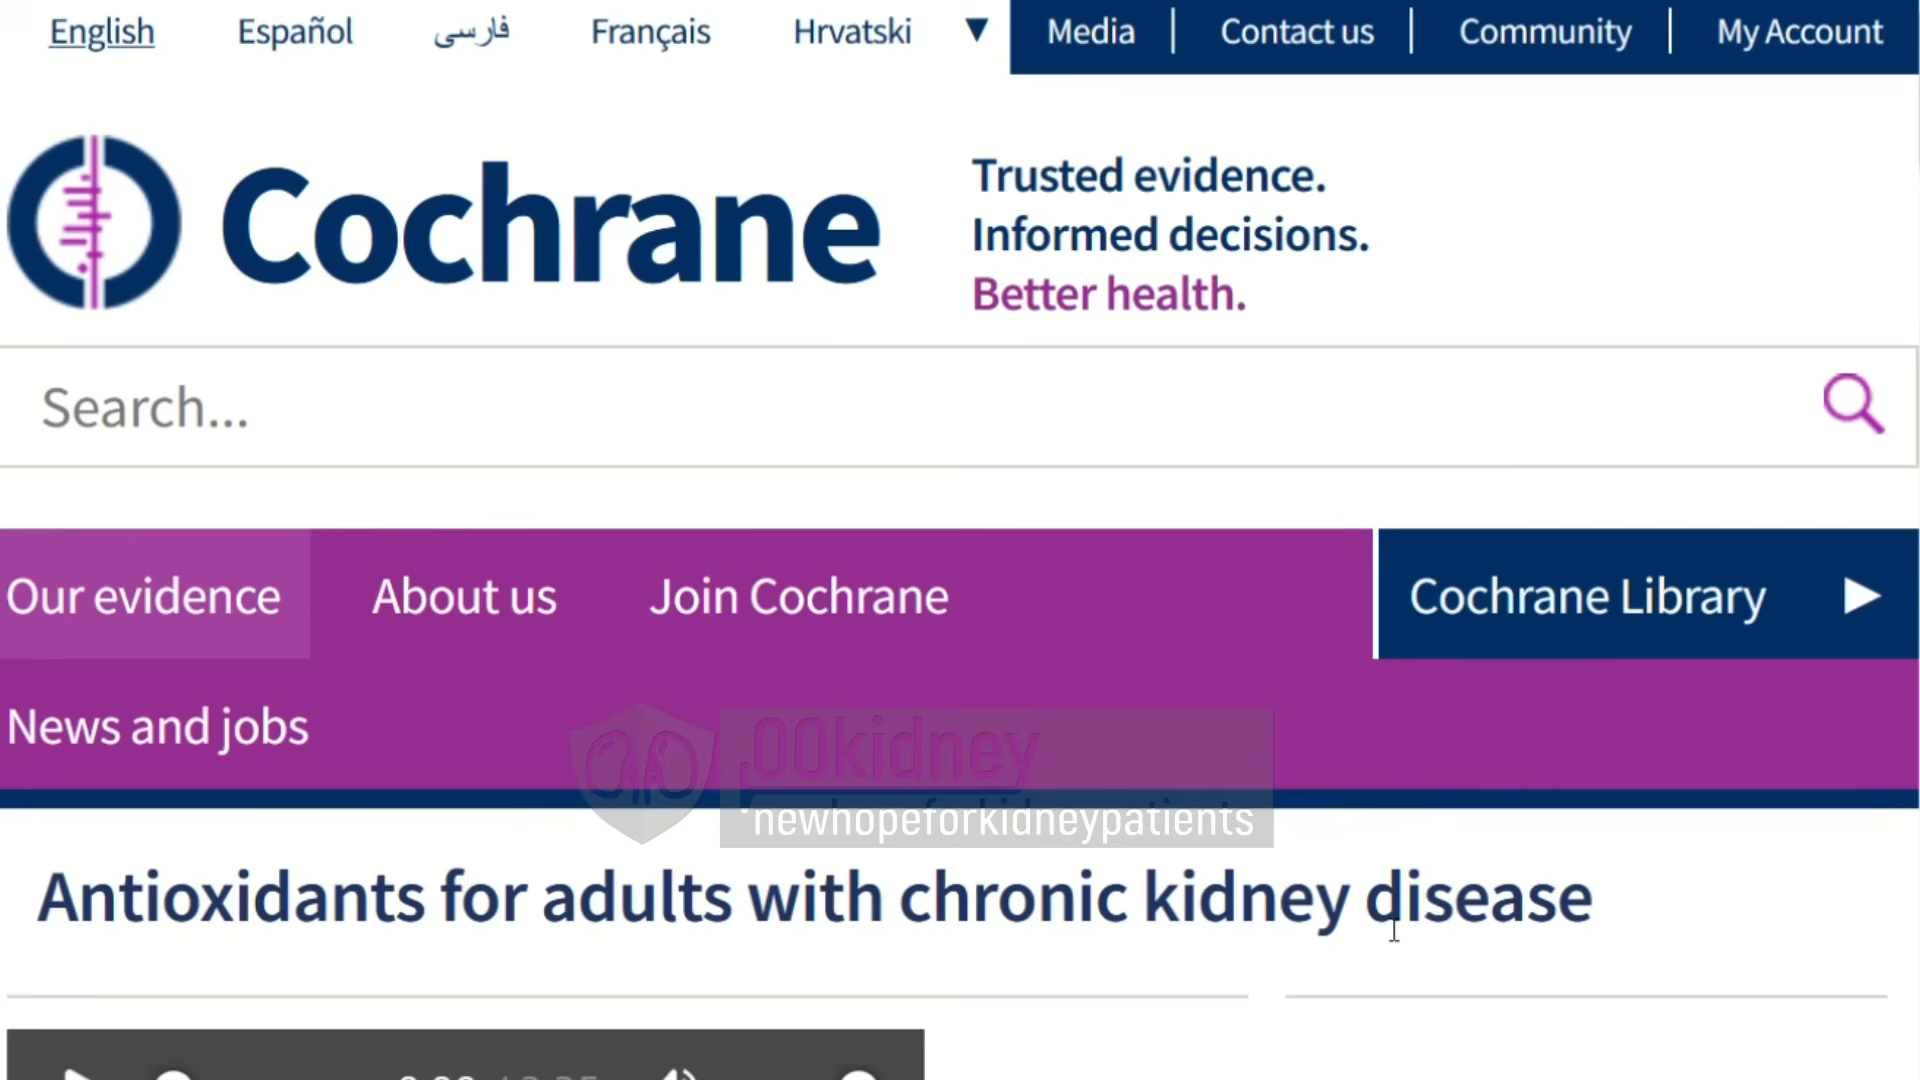 English Español فارسی Français Hrvatski ▼ Media Contact us Community My Account
Cochrane
Trusted evidence.
Informed decisions.
Better health.
Search...
Our evidence About us Join Cochrane Cochrane Library ▶
News and jobs
00kidney
newhopeforkidneypatients
Antioxidants for adults with chronic kidney disease